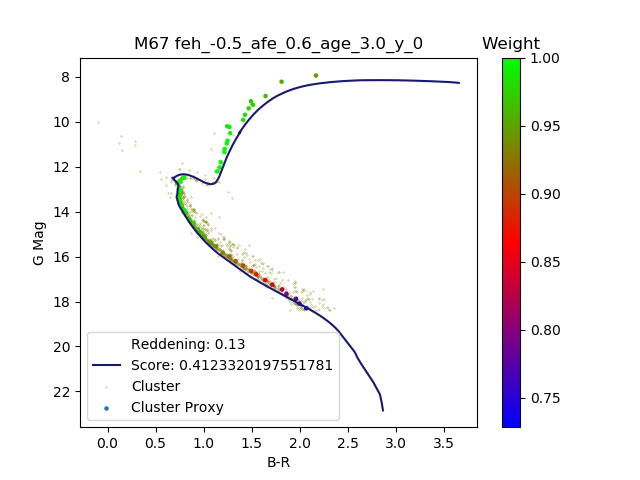 M67 feh_-0.5_afe_0.6_age_3.0_y_0
Weight
8
10
12
14
16
18
20
22
G Mag
0.0 0.5 1.0 1.5 2.0 2.5 3.0 3.5
B-R
Reddening: 0.13
Score: 0.4123320197551781
Cluster
Cluster Proxy
1.00
0.95
0.90
0.85
0.80
0.75